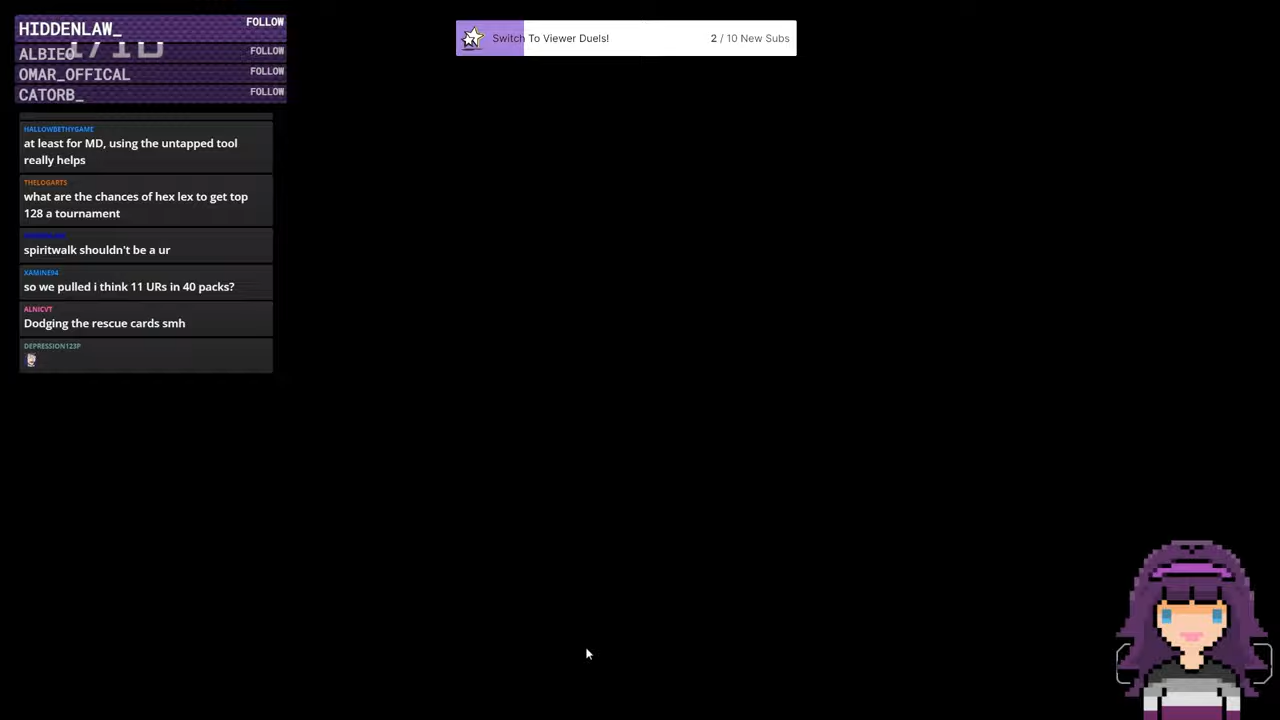 HIDDENLAW_ FOLLOW
ALBIEO FOLLOW
OMAR_OFFICAL FOLLOW
CATORB_ FOLLOW
Switch To Viewer Duels! 2 / 10 New Subs
HALLOWBETHYGAME
at least for MD, using the untapped tool
really helps
THELOGARTS
what are the chances of hex lex to get top
128 a tournament
spiritwalk shouldn't be a ur
XAMINE94
so we pulled i think 11 URs in 40 packs?
ALNICVT
Dodging the rescue cards smh
DEPRESSION123P